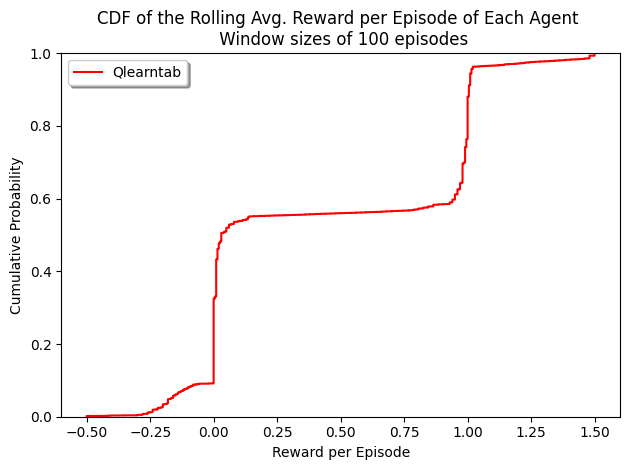 CDF of the Rolling Avg. Reward per Episode of Each Agent
Window sizes of 100 episodes
Qlearntab
Cumulative Probability
1.0
0.8
0.6
0.4
0.2
0.0
−0.50 −0.25 0.00 0.25 0.50 0.75 1.00 1.25 1.50
Reward per Episode